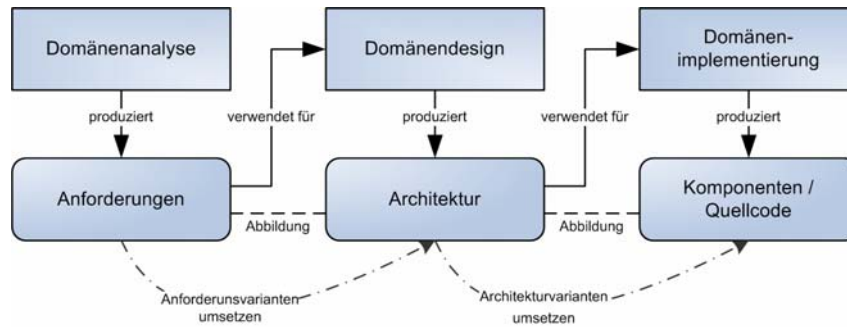 Domänenanalyse
Domänendesign
Domänen-
implementierung
produziert
verwendet für
produziert
verwendet für
produziert
Anforderungen
Architektur
Komponenten /
Quellcode
Abbildung
Abbildung
Anforderunsvarianten
umsetzen
Architekturvarianten
umsetzen